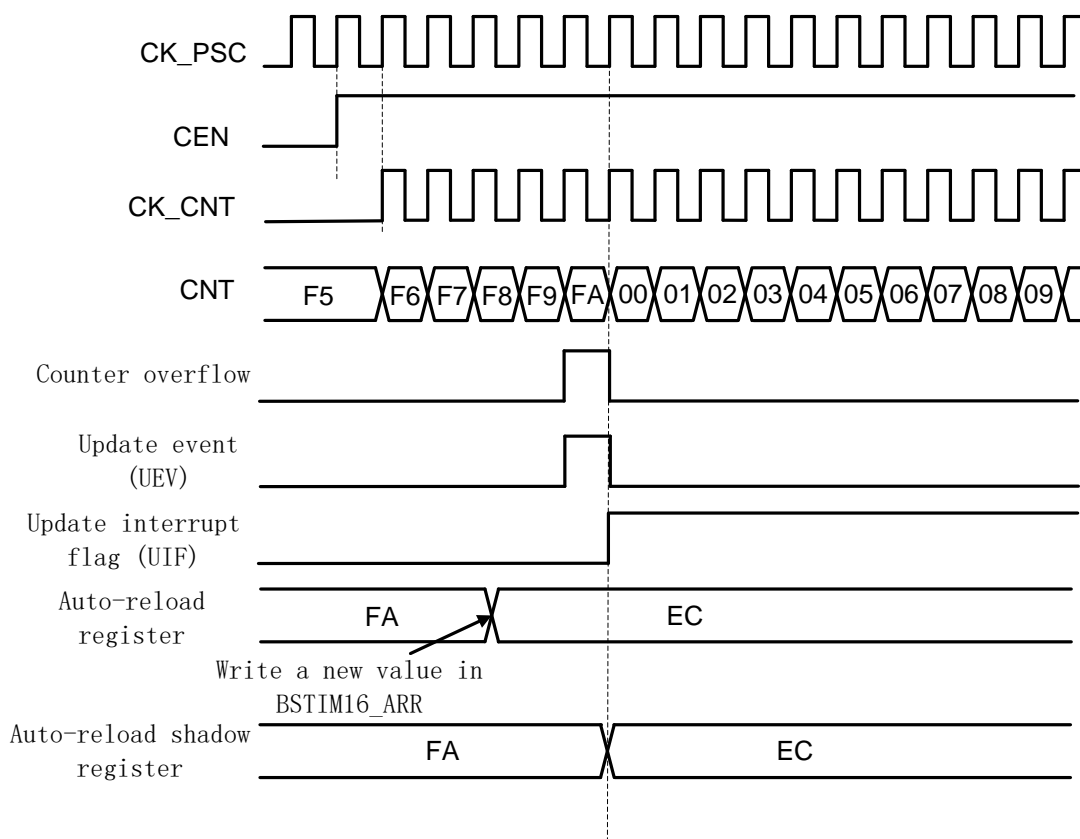 CK_PSC
CEN
CK_CNT
CNT F5 F6 F7 F8 F9 FA 00 01 02 03 04 05 06 07 08 09
Counter overflow
Update event
(UEV)
Update interrupt
flag (UIF)
Auto-reload
register
FA EC
Write a new value in
BSTIM16_ARR
Auto-reload shadow
register
FA EC